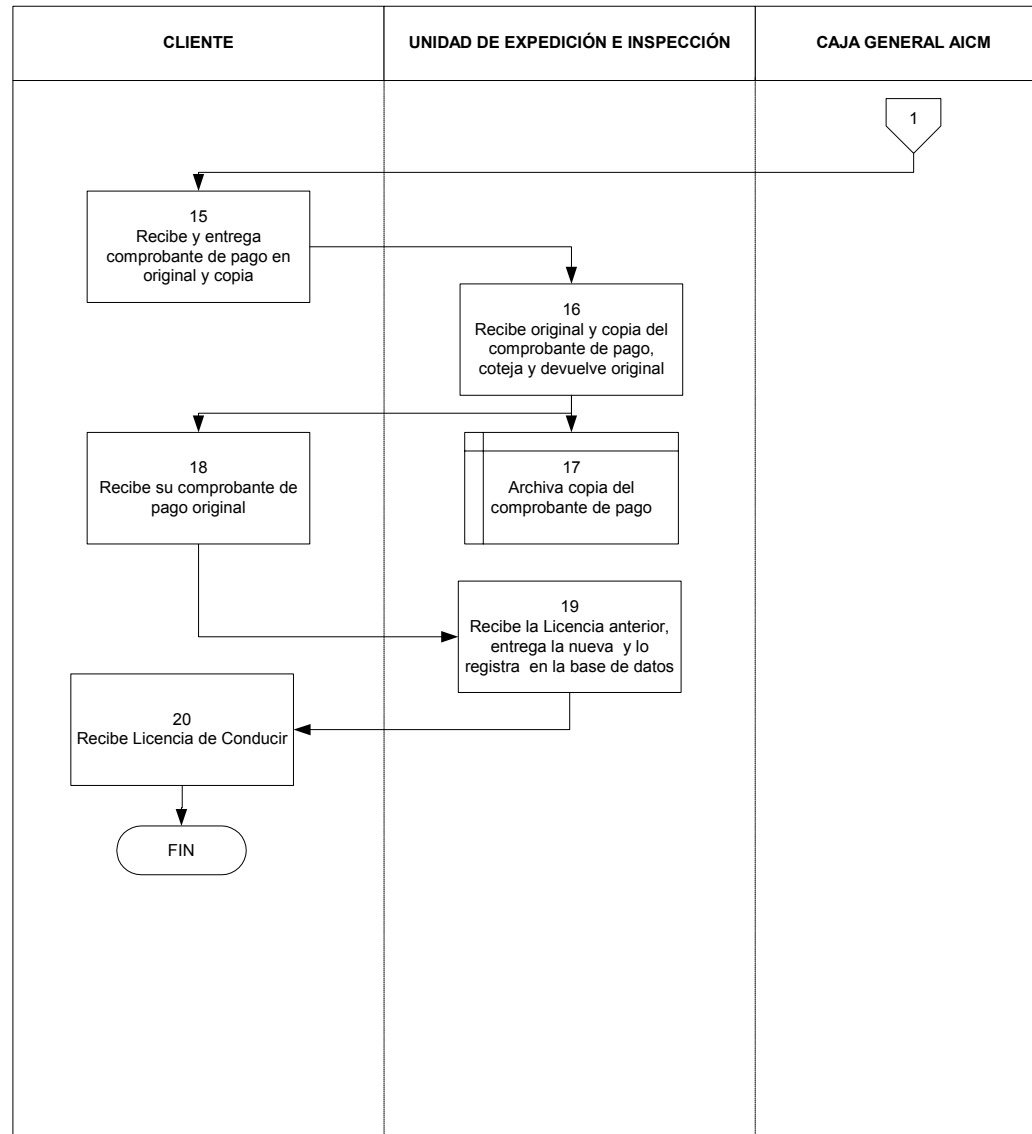 CLIENTE
UNIDAD DE EXPEDICIÓN E INSPECCIÓN
CAJA GENERAL AICM
1
15
Recibe y entrega
comprobante de pago en
original y copia
16
Recibe original y copia del
comprobante de pago,
coteja y devuelve original
18
Recibe su comprobante de
pago original
17
Archiva copia del
comprobante de pago
19
Recibe la Licencia anterior,
entrega la nueva y lo
registra en la base de datos
20
Recibe Licencia de Conducir
FIN